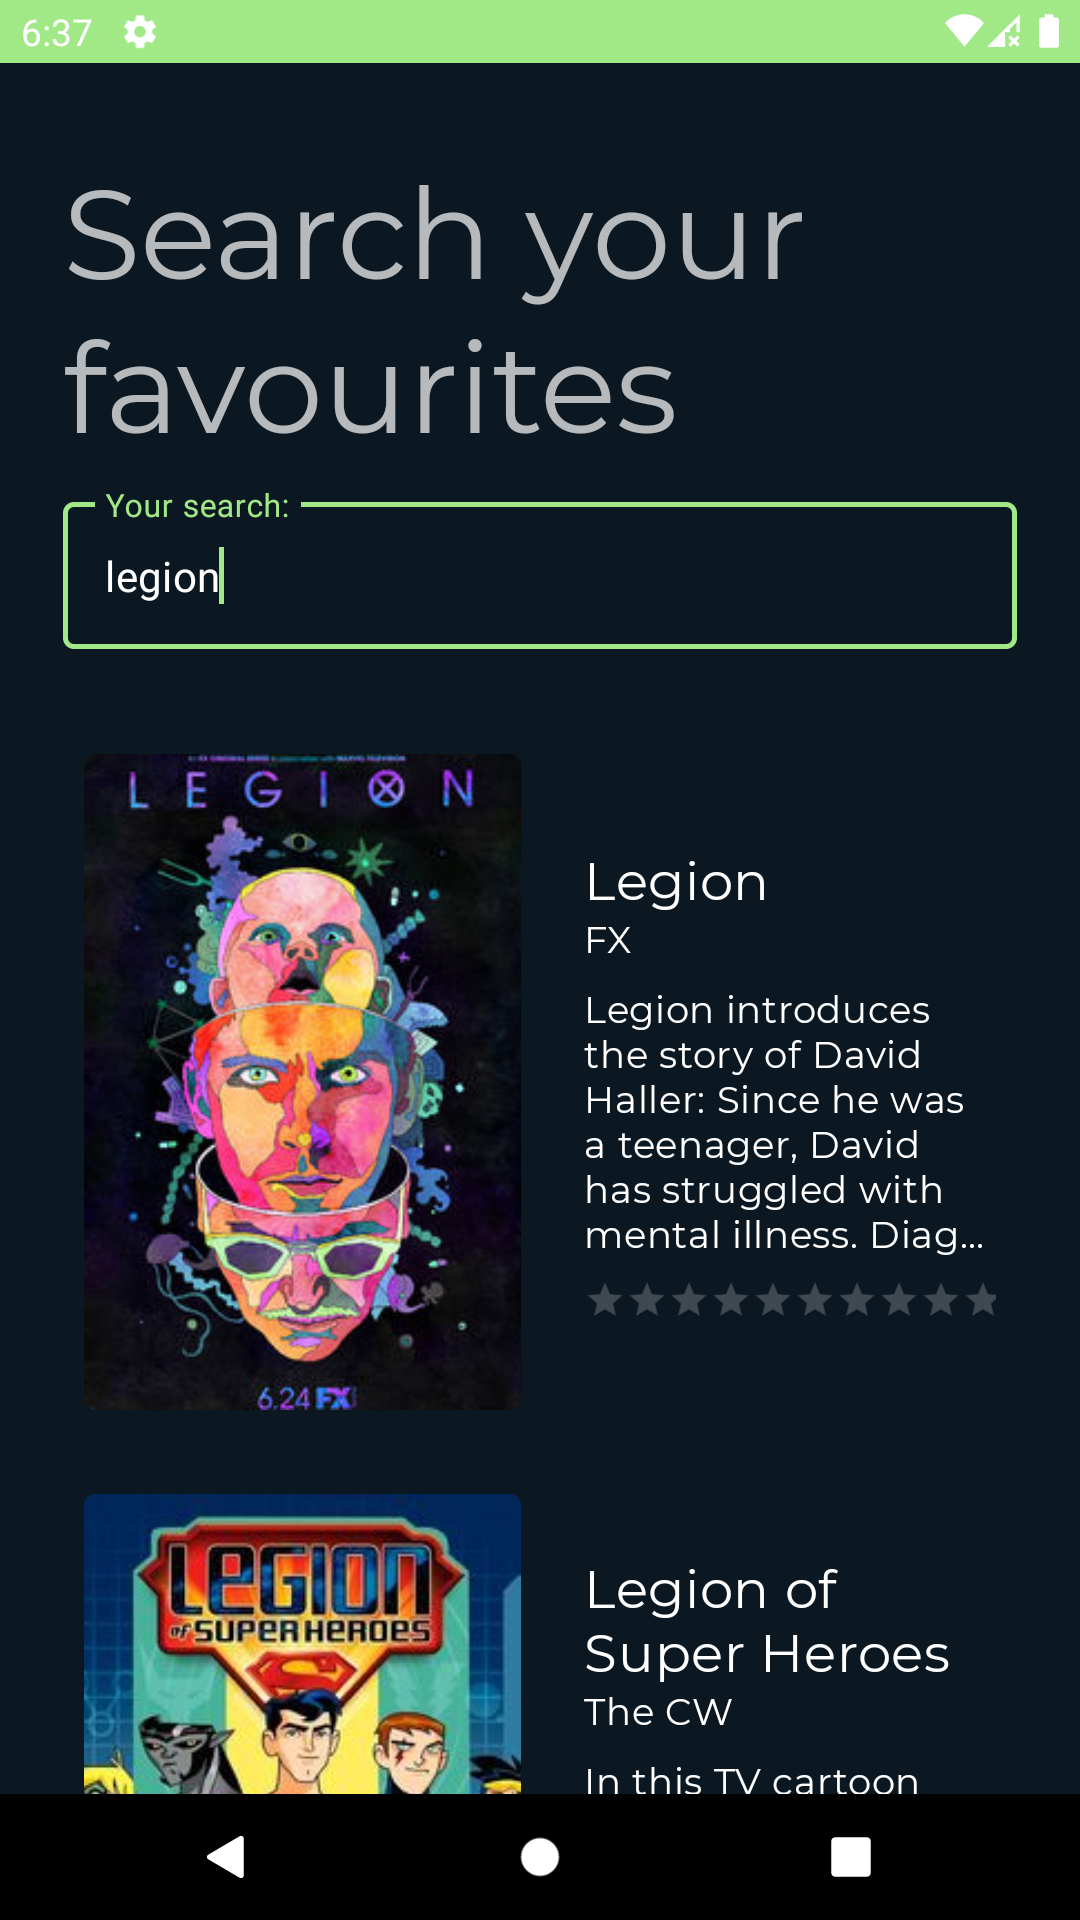 6:37
Search your
favourites
Your search:
legion
LEGION
Legion
FX
Legion introduces
the story of David
Haller: Since he was
a teenager, David
has struggled with
mental illness. Diag...
6.24 FX
LEGION
of SUPER HEROES
Legion of
Super Heroes
The CW
In this TV cartoon